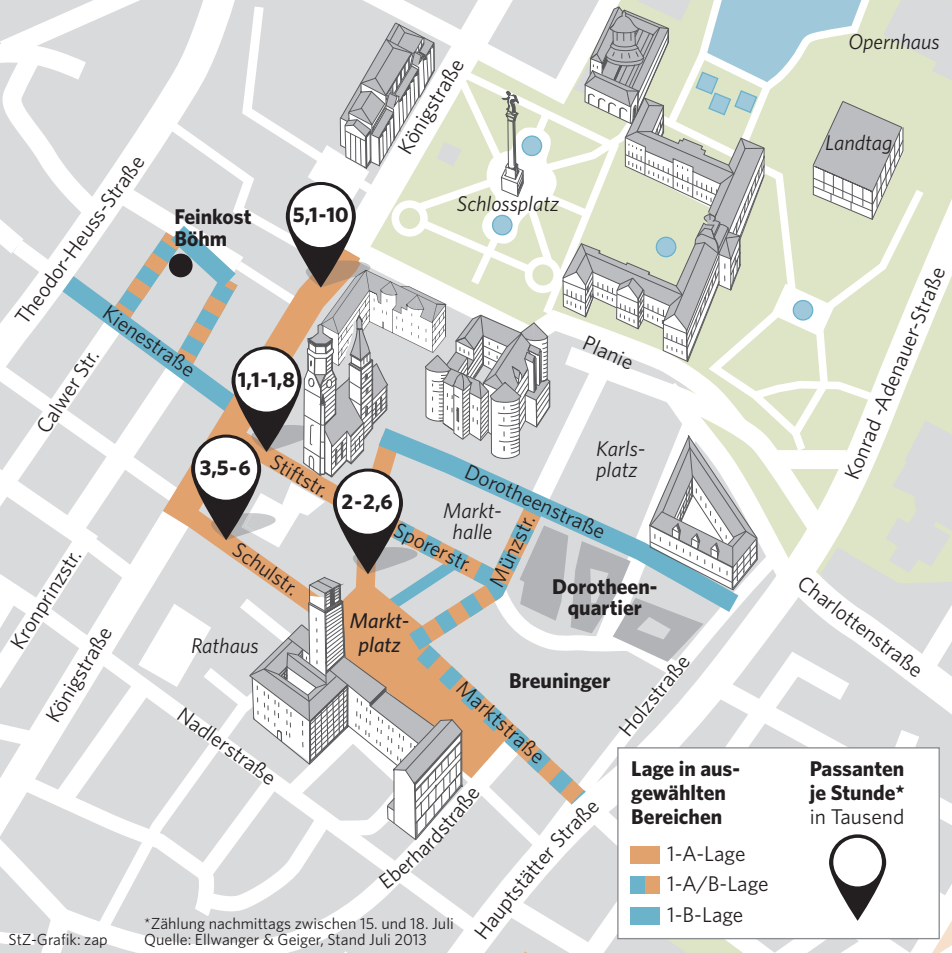 Opernhaus
Königstraße
Landtag
Theodor-Heuss-Straße
Schlossplatz
Feinkost
Böhm
5,1-10
Kienestraße
Planie
Konrad-Adenauer-Straße
Calwer Str.
1,1-1,8
Karls-
platz
3,5-6
Stiftstr.
2-2,6
Dorotheenstraße
Markt-
halle
Sporerstr.
Münzstr.
Schulstr.
Dorotheen-
quartier
Charlottenstraße
Kronprinzstr.
Königstraße
Rathaus
Markt-
platz
Breuninger
Holzstraße
Nadlerstraße
Marktstraße
Eberhardstraße
Hauptstätter Straße
Lage in aus-
gewählten
Bereichen
1-A-Lage
1-A/B-Lage
1-B-Lage
Passanten
je Stunde*
in Tausend
*Zählung nachmittags zwischen 15. und 18. Juli
StZ-Grafik: zap
Quelle: Ellwanger & Geiger, Stand Juli 2013